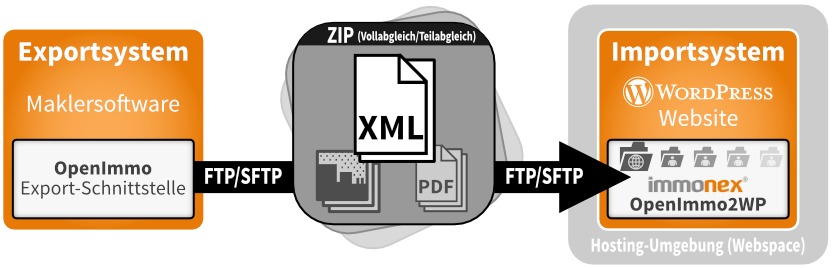 Exportsystem
Maklersoftware
OpenImmo
Export-Schnittstelle
FTP/SFTP
ZIP (Vollabgleich/Teilabgleich)
XML
PDF
FTP/SFTP
Importsystem
WORDPRESS
Website
immonex®
OpenImmo2WP
Hosting-Umgebung (Webspace)